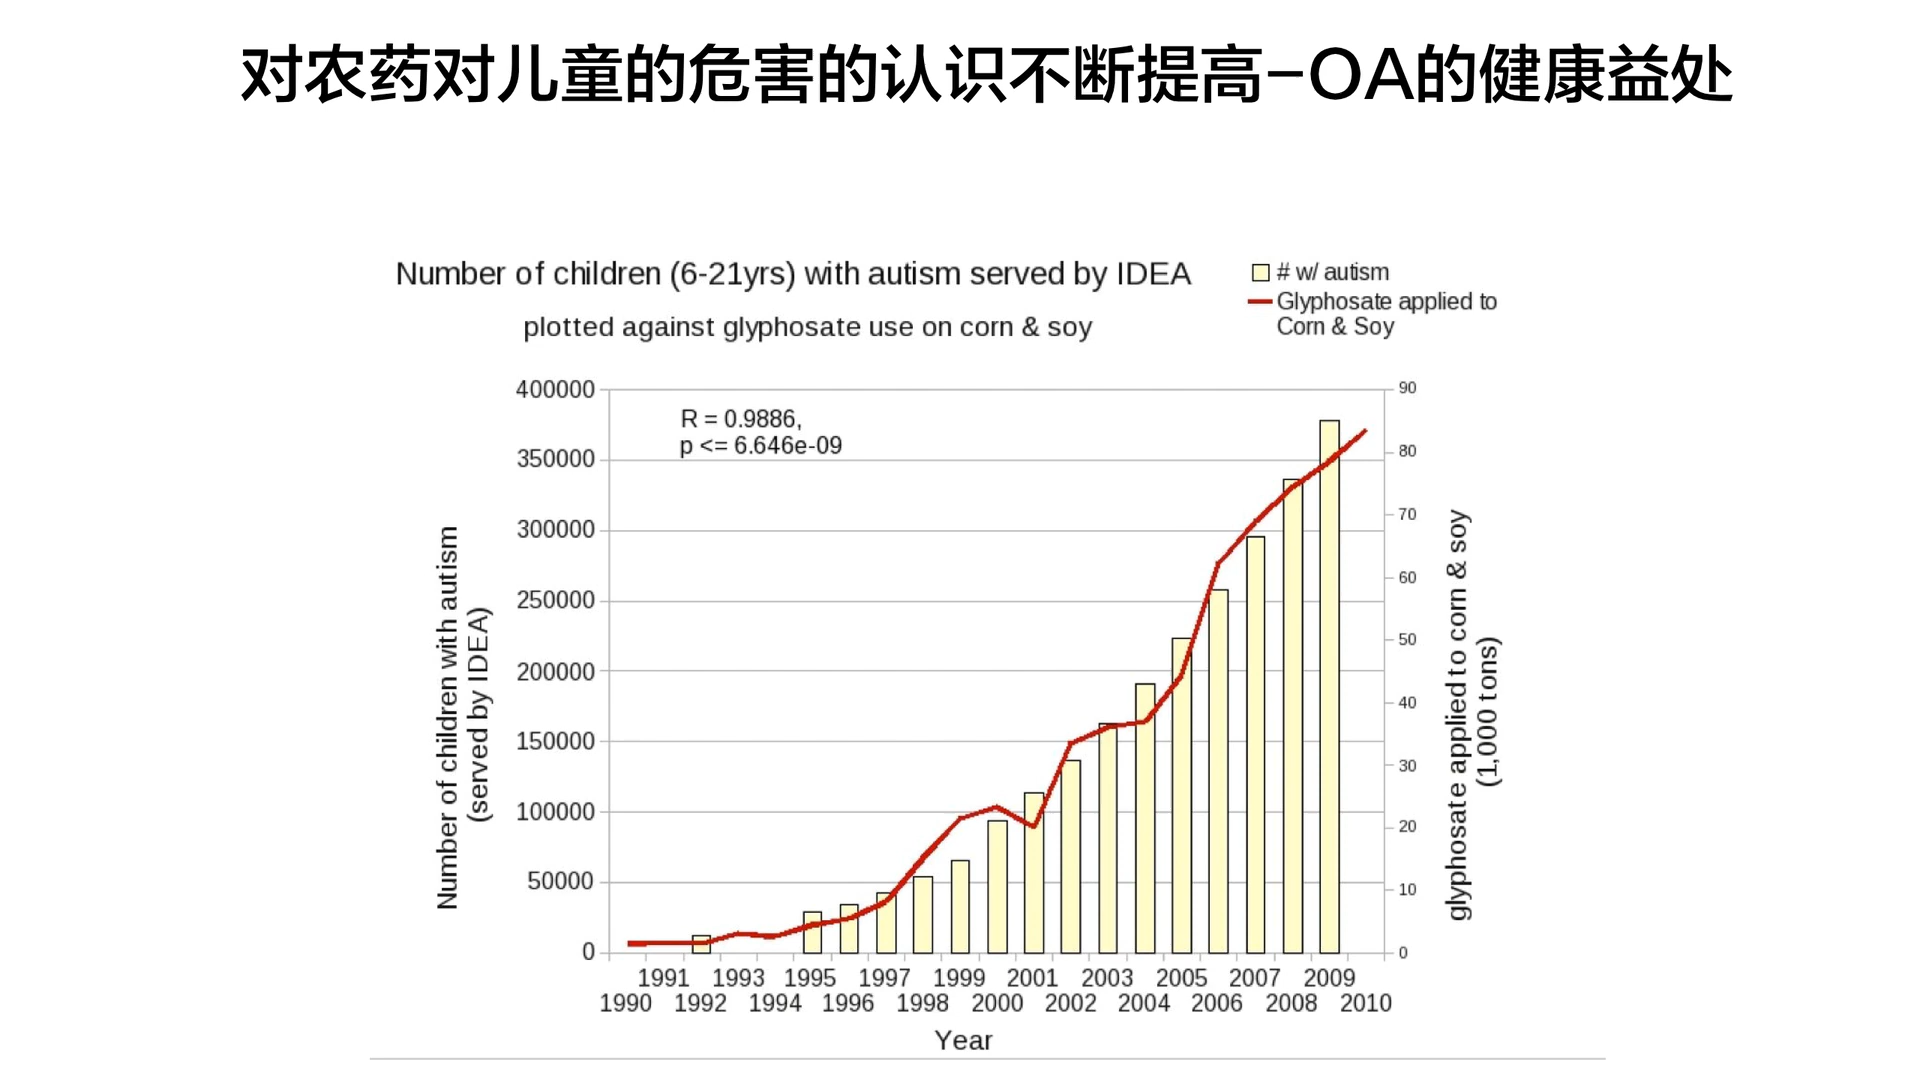 对农药对儿童的危害的认识不断提高-OA的健康益处
Number of children (6-21yrs) with autism served by IDEA
plotted against glyphosate use on corn & soy
# w/ autism
Glyphosate applied to
Corn & Soy
R = 0.9886,
p <= 6.646e-09
Number of children with autism
(served by IDEA)
400000
350000
300000
250000
200000
150000
100000
50000
0
90
80
70
60
50
40
30
20
10
0
glyphosate applied to corn & soy
(1,000 tons)
1991 1993 1995 1997 1999 2001 2003 2005 2007 2009
1990 1992 1994 1996 1998 2000 2002 2004 2006 2008 2010
Year